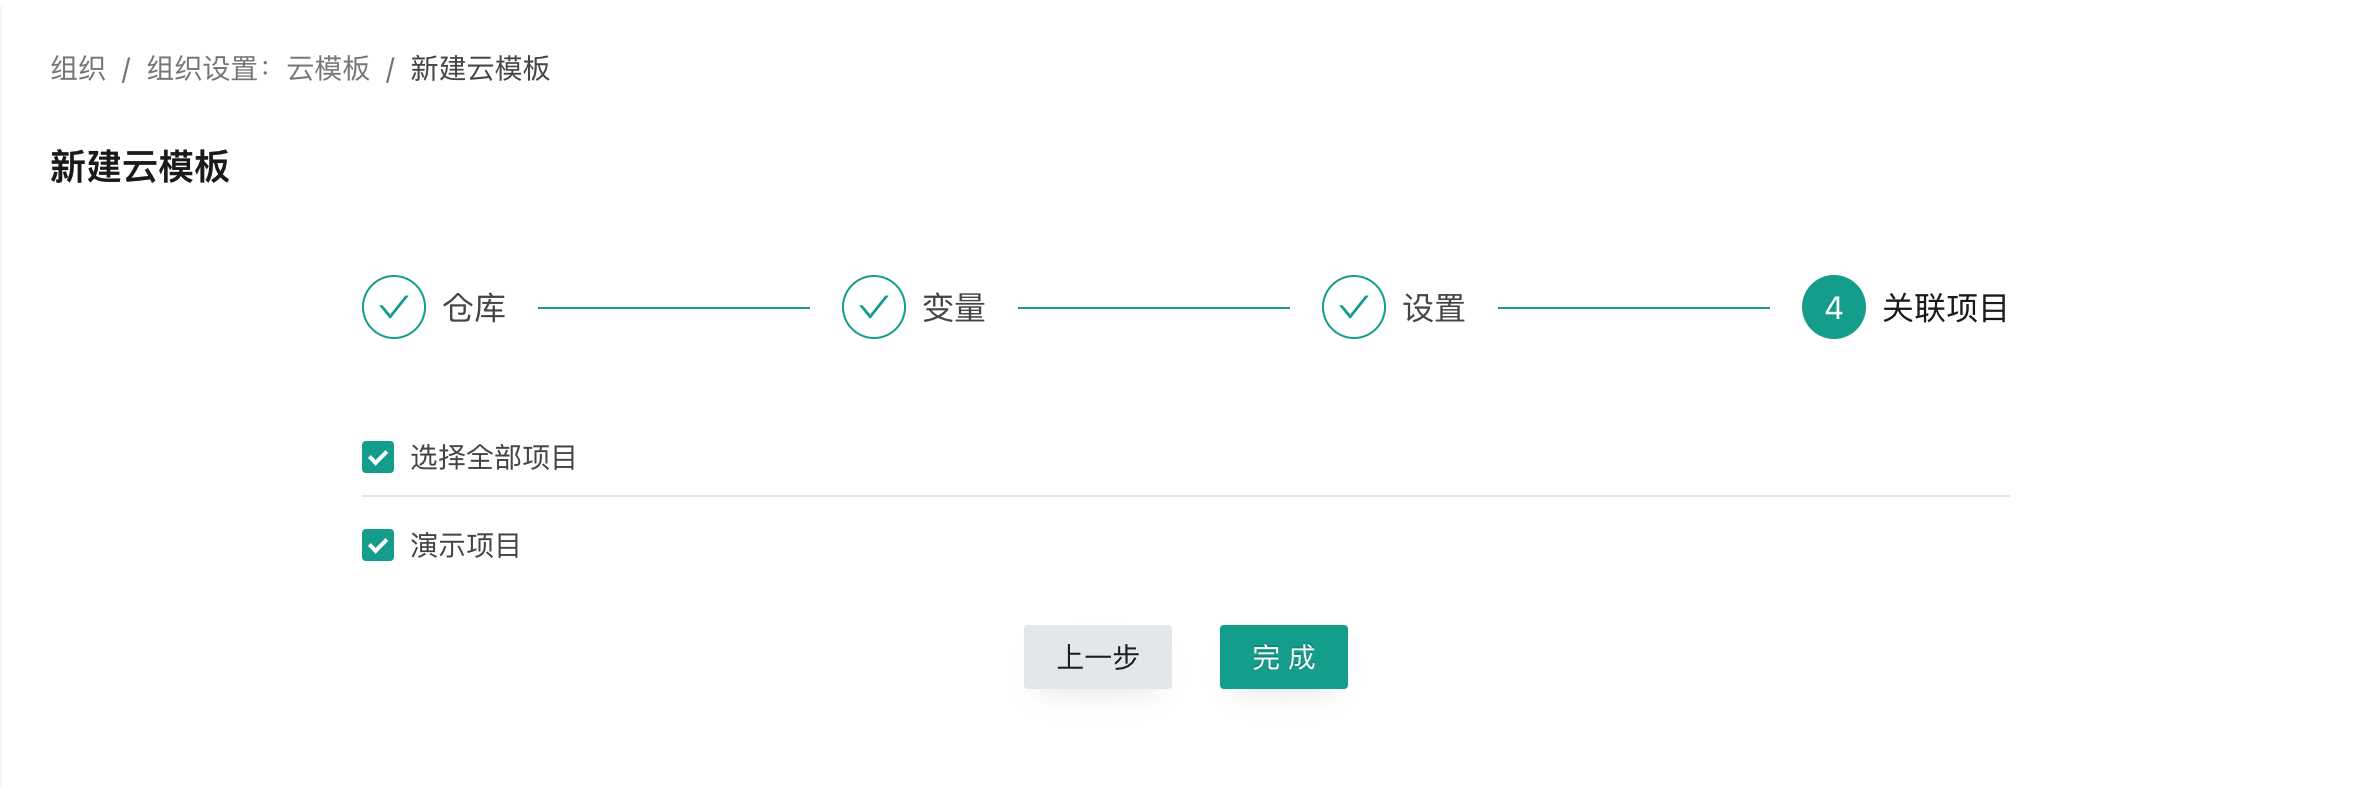 组织 / 组织设置：云模板 / 新建云模板
新建云模板
仓库 变量 设置 4 关联项目
选择全部项目
演示项目
上一步 完成